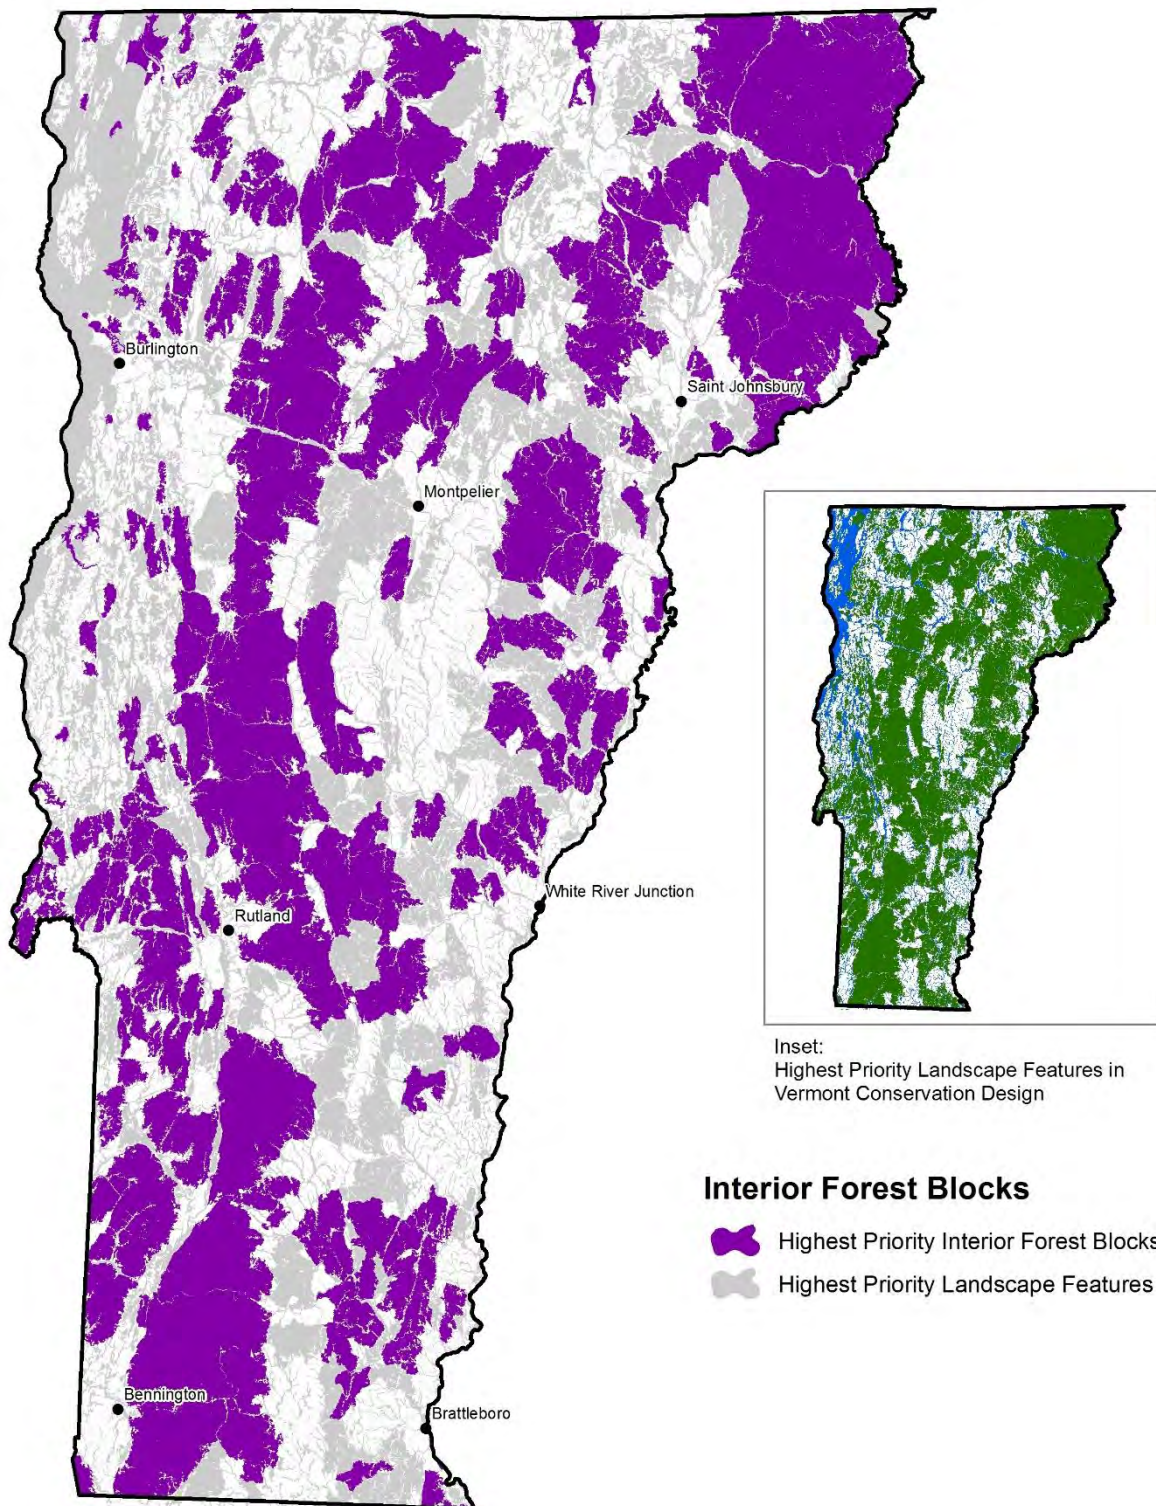 Burlington
Saint Johnsbury
Montpelier
White River Junction
Rutland
Bennington
Brattleboro
Inset:
Highest Priority Landscape Features in
Vermont Conservation Design
Interior Forest Blocks
Highest Priority Interior Forest Blocks
Highest Priority Landscape Features